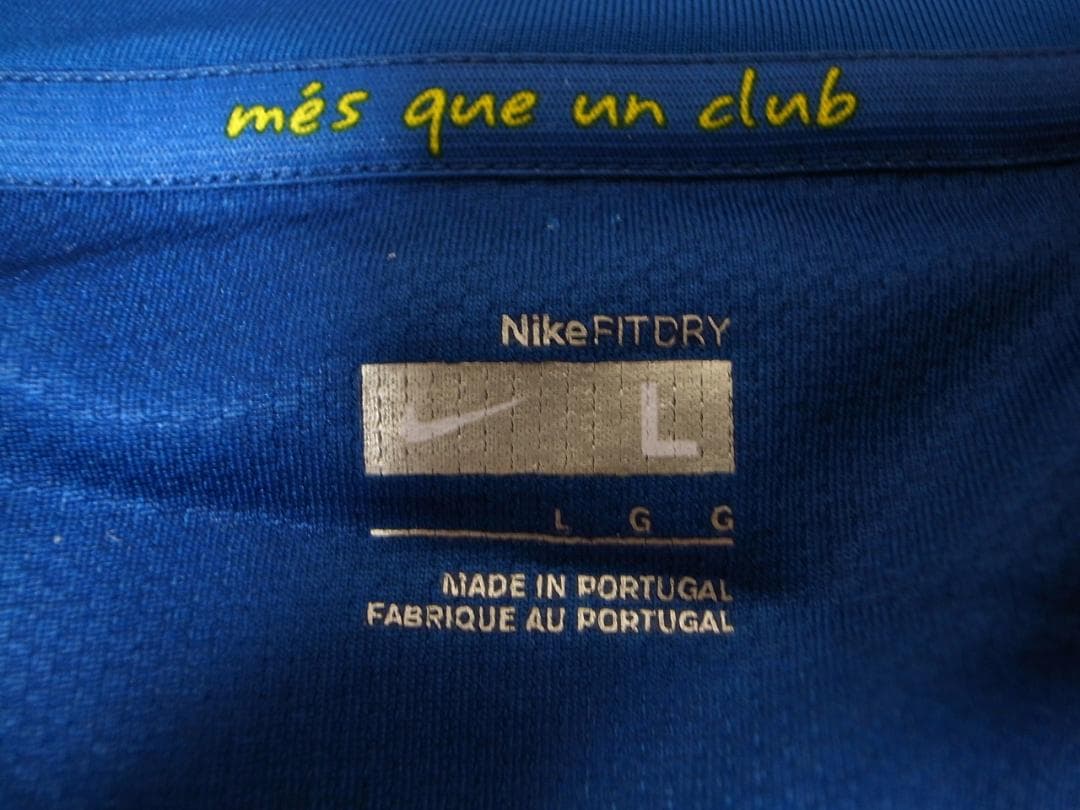 més que un club
NikeFITDRY
L
L G G
MADE IN PORTUGAL
FABRIQUE AU PORTUGAL